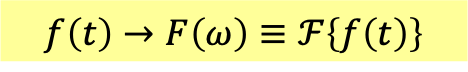 𝑓(𝑡) → 𝐹(𝜔) ≡ ℱ{𝑓(𝑡)}